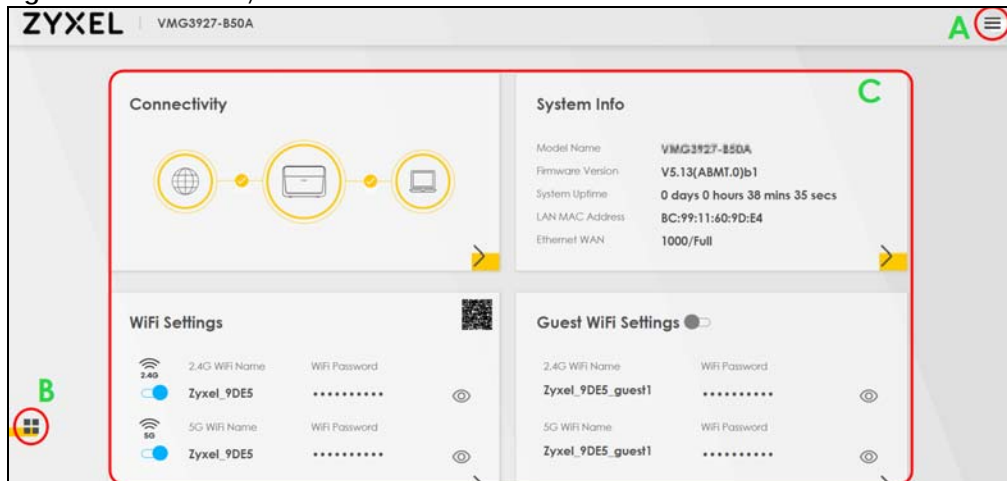 ZYXEL VMG3927-B50A
A
C
Connectivity
System Info
Model Name VMG3927-B50A
Firmware Version V5.13(ABMT.0)b1
System Uptime 0 days 0 hours 38 mins 35 secs
LAN MAC Address BC:99:11:60:9D:E4
Ethernet WAN 1000/Full
WiFi Settings
2.4G
2.4G WiFi Name WiFi Password
Zyxel_9DE5 ••••••••••
5G
5G WiFi Name WiFi Password
Zyxel_9DE5 ••••••••••
Guest WiFi Settings
2.4G WiFi Name WiFi Password
Zyxel_9DE5_guest1 ••••••••••
5G WiFi Name WiFi Password
Zyxel_9DE5_guest1 ••••••••••
B